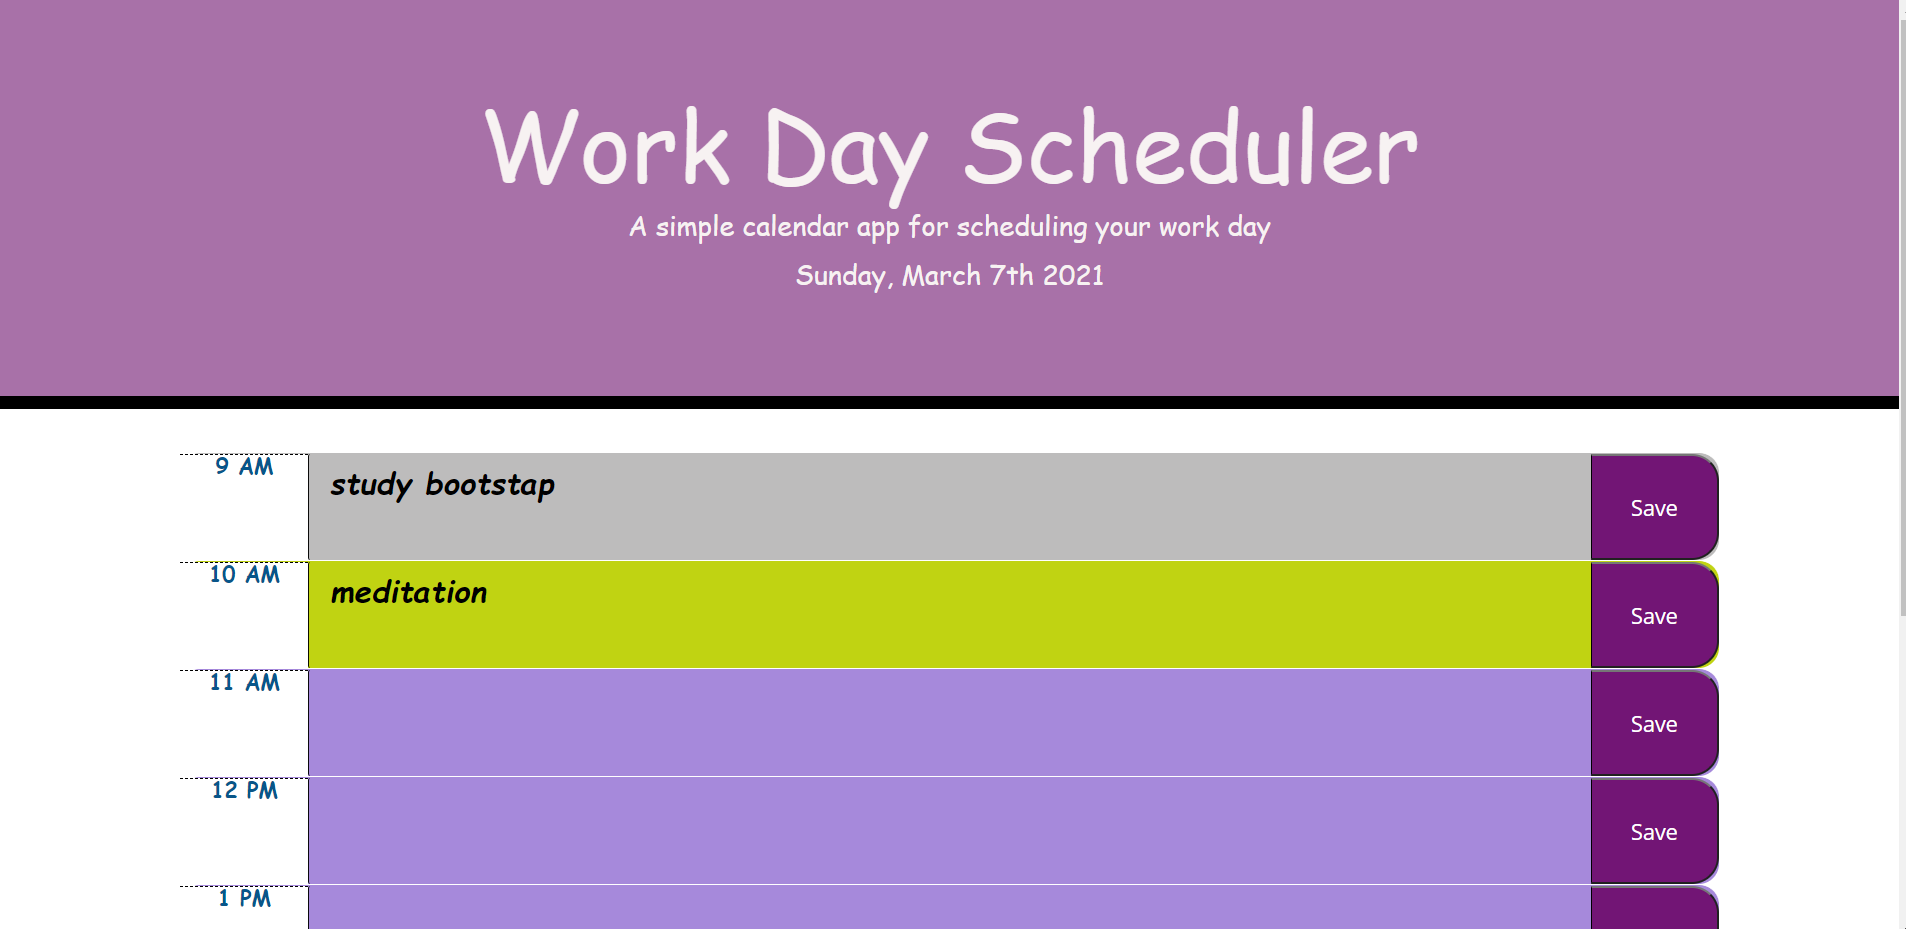 Work Day Scheduler
A simple calendar app for scheduling your work day
Sunday, March 7th 2021
9 AM
study bootstap
Save
10 AM
meditation
Save
11 AM
Save
12 PM
Save
1 PM